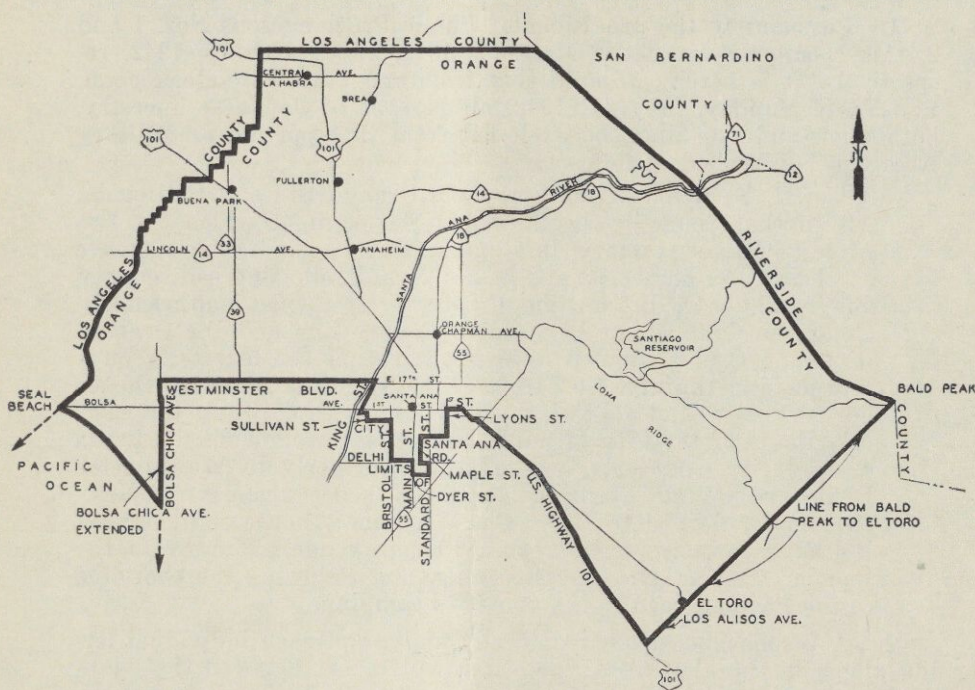 101
LOS ANGELES COUNTY
ORANGE
SAN BERNARDINO
COUNTY
CENTRAL AVE.
LA HABRA
BREA
71
12
N
COUNTY
COUNTY
101
101
FULLERTON
14
18
SANTA ANA RIVER
BUENA PARK
18
33
LINCOLN AVE.
14
ANAHEIM
LOS ANGELES
ORANGE
RIVERSIDE
COUNTY
39
ORANGE
CHAPMAN AVE.
55
SANTIAGO
RESERVOIR
LOMA
RIDGE
BALD PEAK
COUNTY
SEAL
BEACH
WESTMINSTER BLVD.
E. 17TH ST.
BOLSA AVE.
1ST ST.
SANTA ANA
1ST ST.
SULLIVAN ST.
KING ST.
CITY
LIMITS
OF
LYONS ST.
SANTA ANA
RD.
DELHI
MAPLE ST.
DYER ST.
BRISTOL ST.
MAIN ST.
STANDARD
55
PACIFIC
OCEAN
BOLSA CHICA AVE.
BOLSA CHICA AVE.
EXTENDED
U.S. HIGHWAY 101
LINE FROM BALD
PEAK TO EL TORO
EL TORO
LOS ALISOS AVE.
101